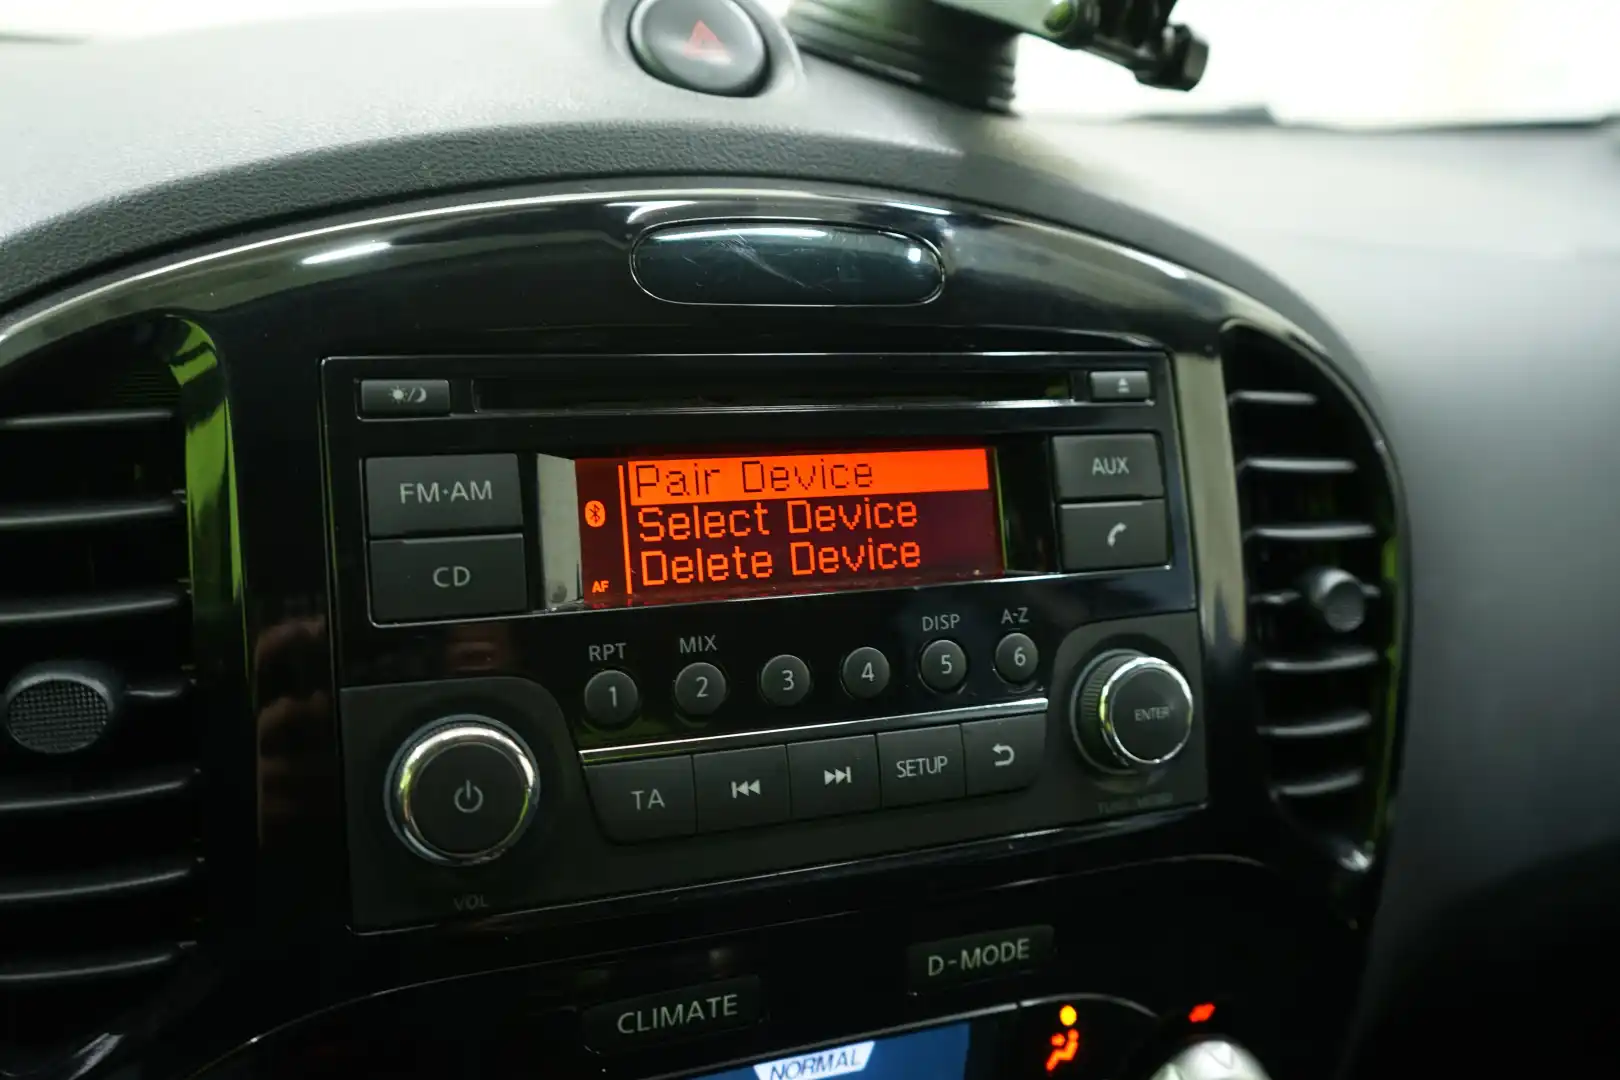 FM·AM
CD
Pair Device
Select Device
Delete Device
AF
AUX
RPT
MIX
DISP
A-Z
1
2
3
4
5
6
ENTER
TA
SETUP
VOL
CLIMATE
D-MODE
NORMAL